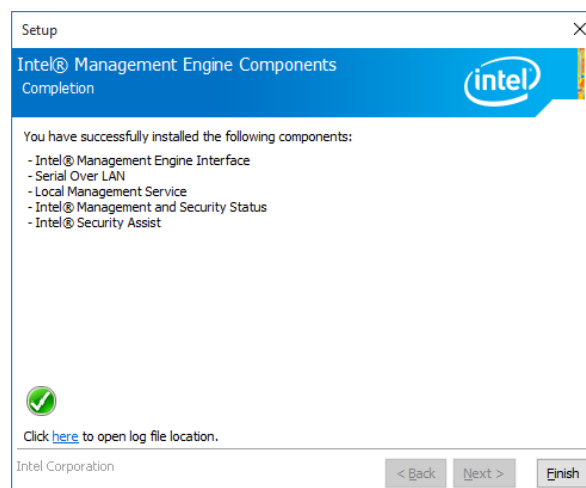 Setup
Intel® Management Engine Components
intel
Completion
You have successfully installed the following components:
- Intel® Management Engine Interface
- Serial Over LAN
- Local Management Service
- Intel® Management and Security Status
- Intel® Security Assist
Click here to open log file location.
Intel Corporation
< Back Next > Finish